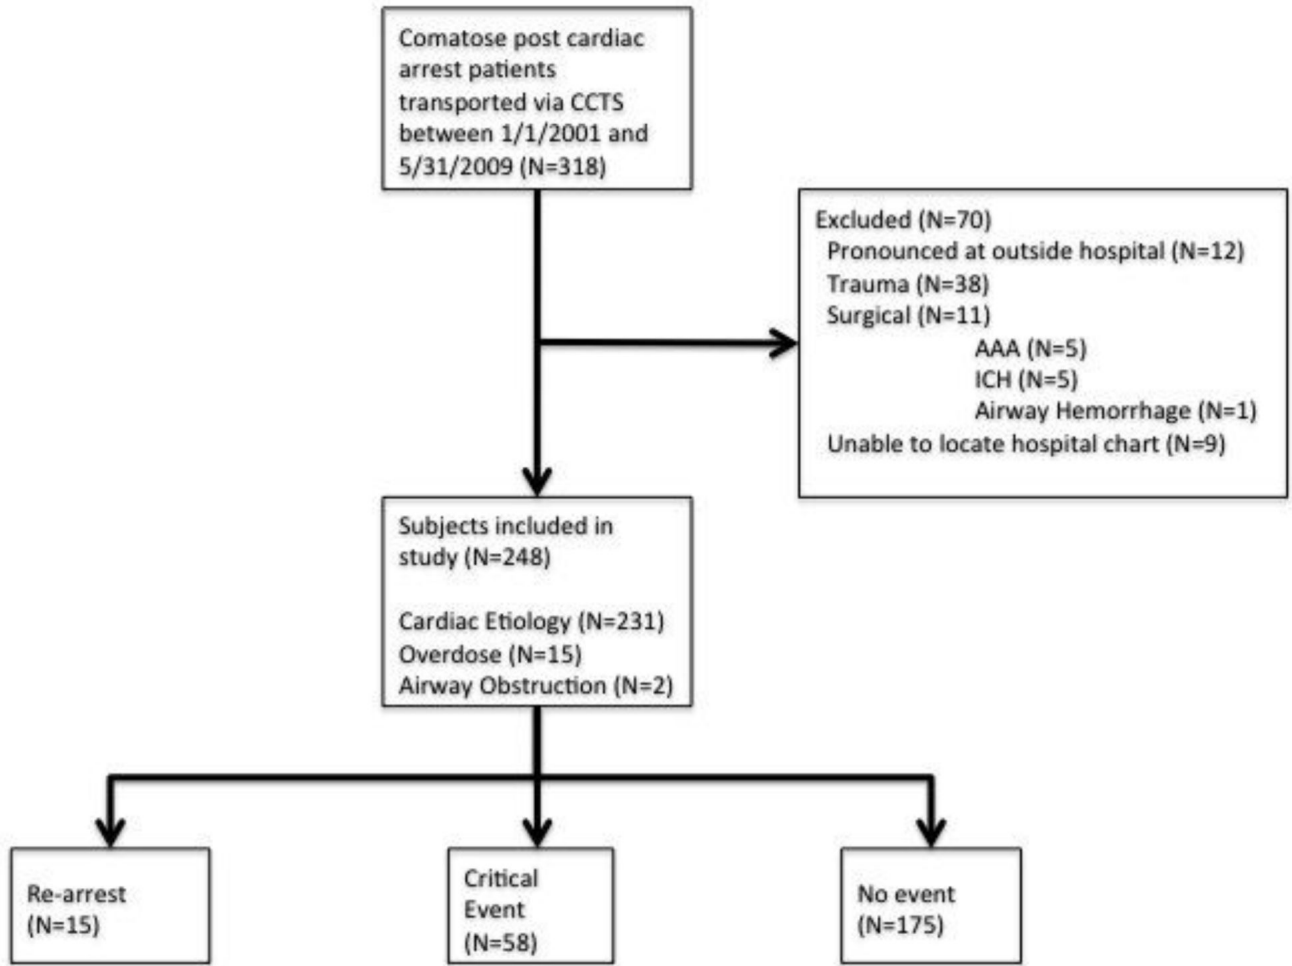 Comatose post cardiac
arrest patients
transported via CCTS
between 1/1/2001 and
5/31/2009 (N=318)
Excluded (N=70)
Pronounced at outside hospital (N=12)
Trauma (N=38)
Surgical (N=11)
AAA (N=5)
ICH (N=5)
Airway Hemorrhage (N=1)
Unable to locate hospital chart (N=9)
Subjects included in
study (N=248)
Cardiac Etiology (N=231)
Overdose (N=15)
Airway Obstruction (N=2)
Re-arrest
(N=15)
Critical
Event
(N=58)
No event
(N=175)